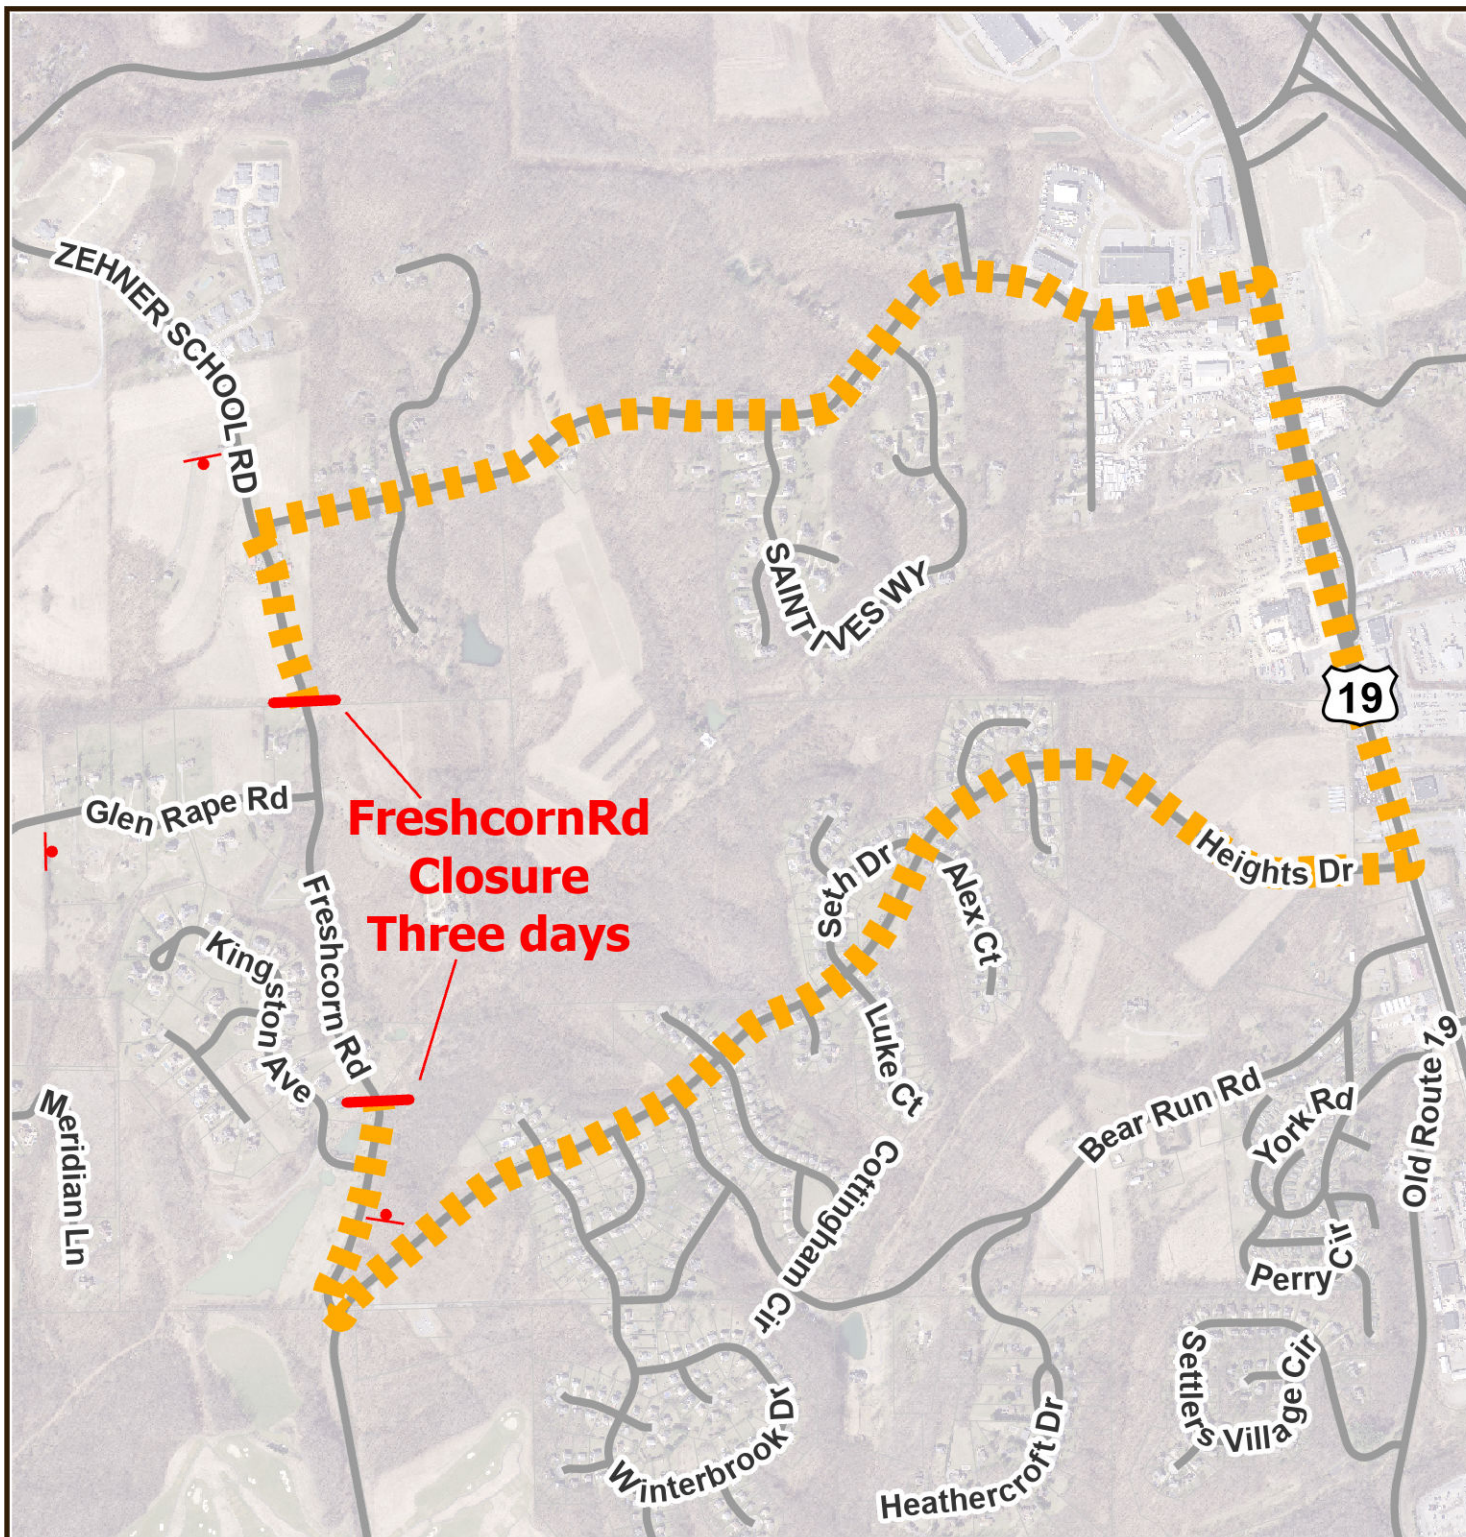 ZEHNER SCHOOL RD
SAINT IVES WY
19
Glen Rape Rd
FreshcornRd
Closure
Three days
Heights Dr
Seth Dr
Alex Ct
Freshcorn Rd
Kingston Ave
Luke Ct
Meridian Ln
Bear Run Rd
York Rd
Old Route 19
Cottingham Cir
Perry Cir
Settlers Village Cir
Winterbrook Dr
Heathercroft Dr